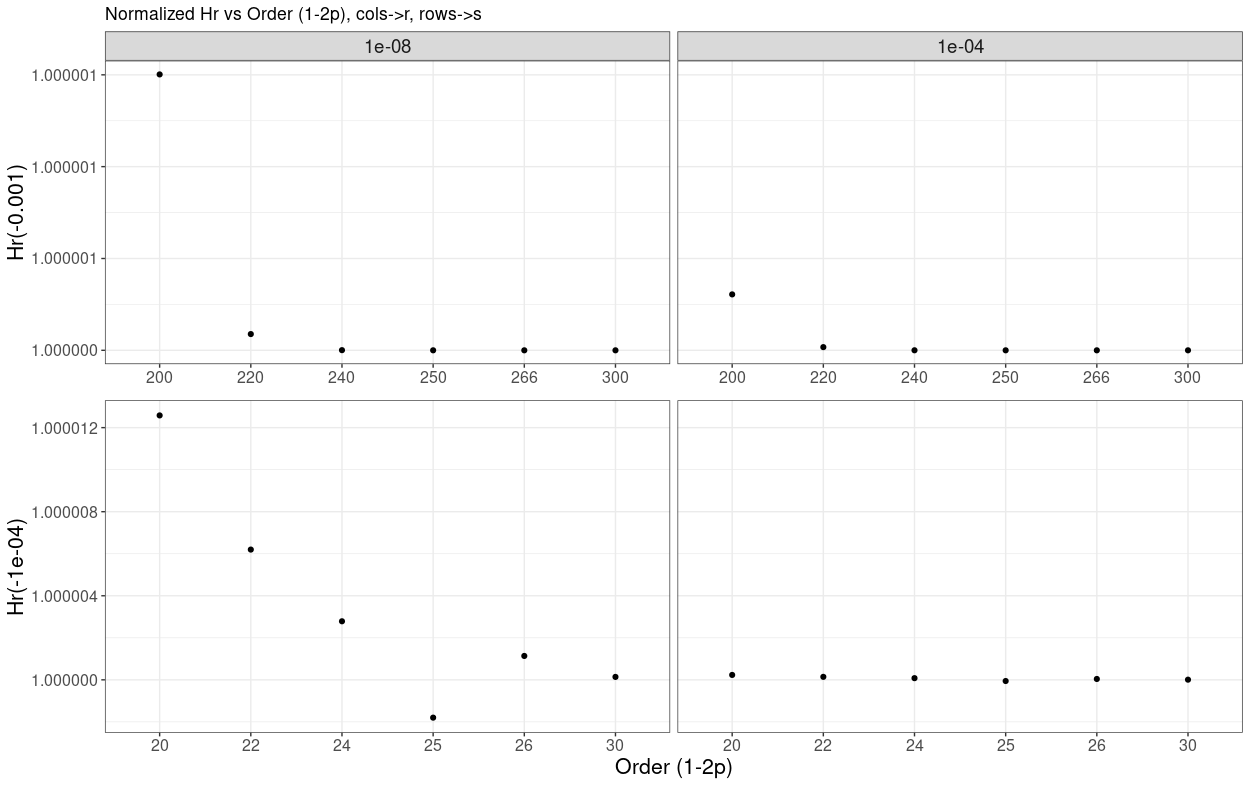 Normalized Hr vs Order (1-2p), cols->r, rows->s
1e-08 1e-04
Hr(-0.001)
1.000001
1.000001
1.000001
1.000000
200 220 240 250 266 300 200 220 240 250 266 300
Hr(-1e-04)
1.000012
1.000008
1.000004
1.000000
20 22 24 25 26 30 20 22 24 25 26 30
Order (1-2p)